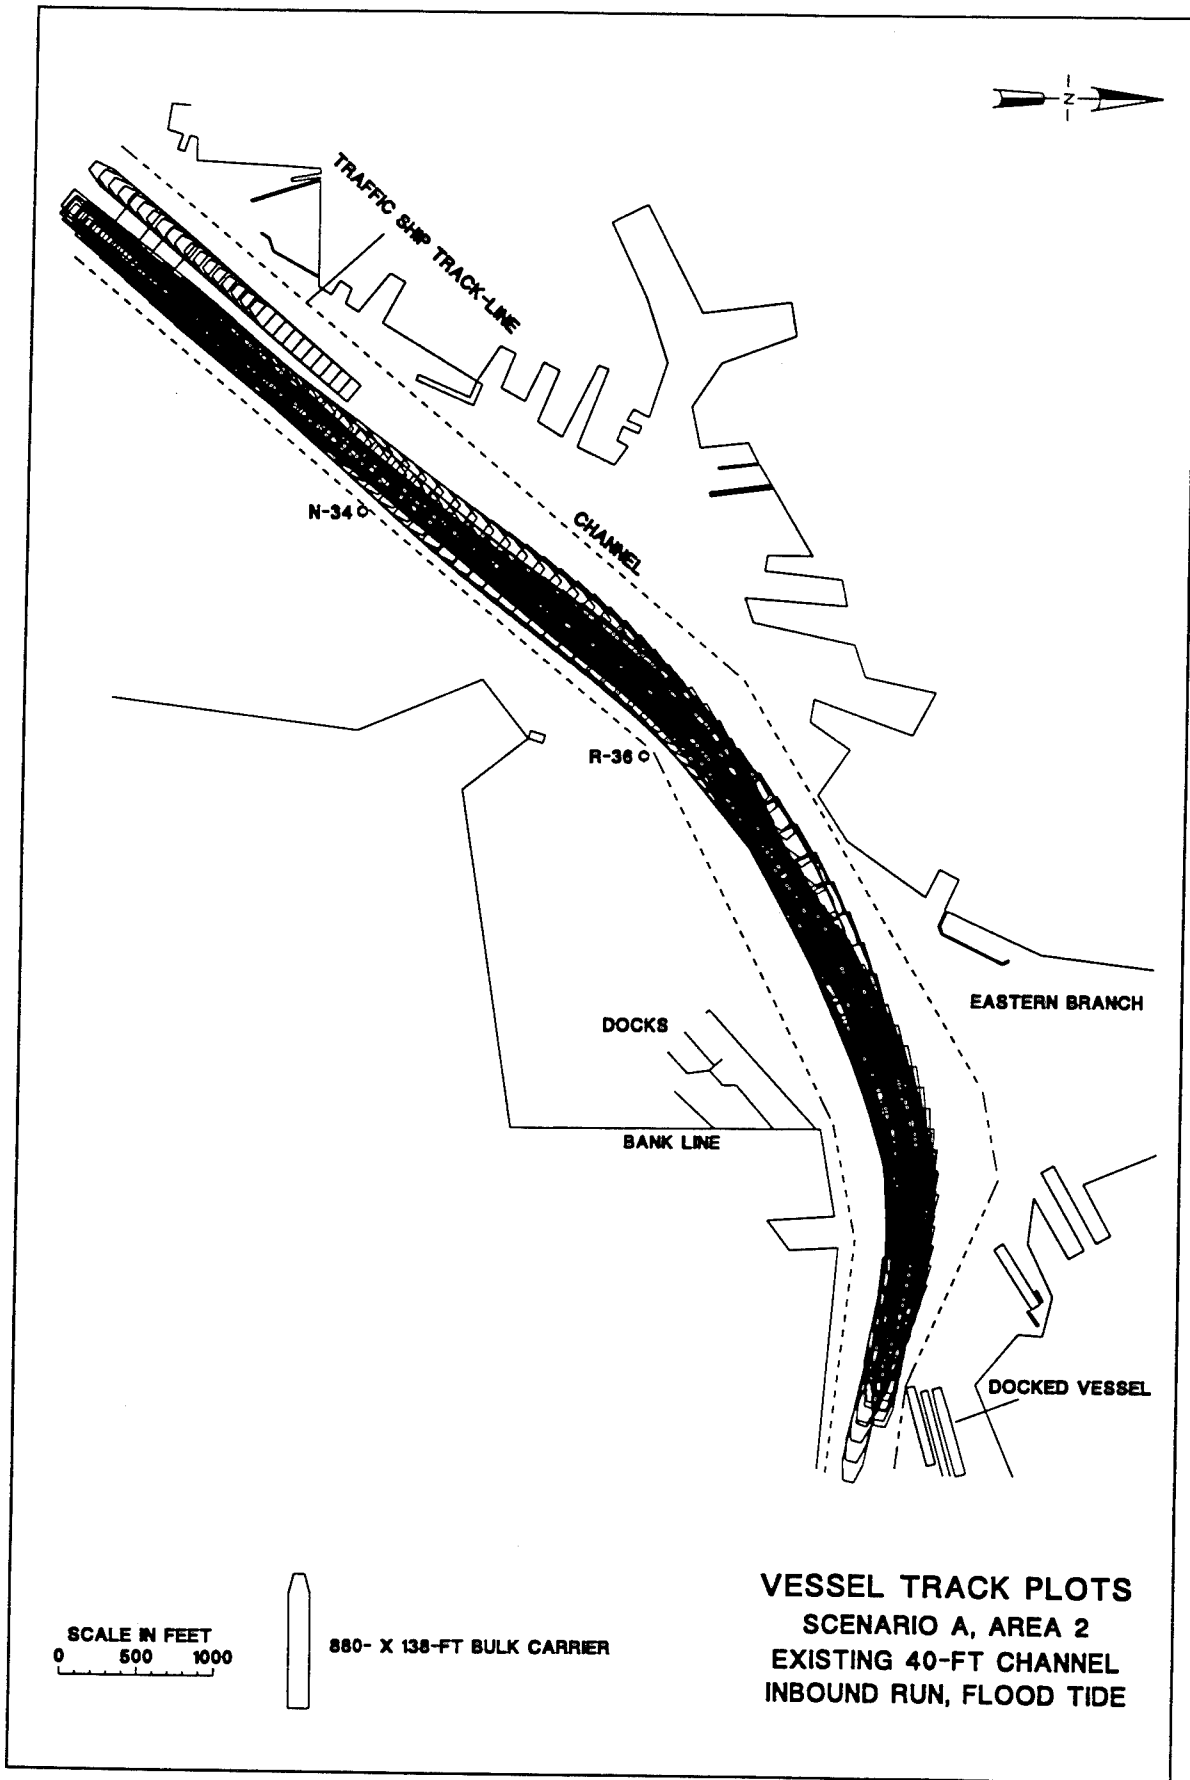 N
TRAFFIC SHIP TRACK-LINE
N-34
CHANNEL
R-36
EASTERN BRANCH
DOCKS
BANK LINE
DOCKED VESSEL
SCALE IN FEET
0 500 1000
880- X 138-FT BULK CARRIER
VESSEL TRACK PLOTS
SCENARIO A, AREA 2
EXISTING 40-FT CHANNEL
INBOUND RUN, FLOOD TIDE